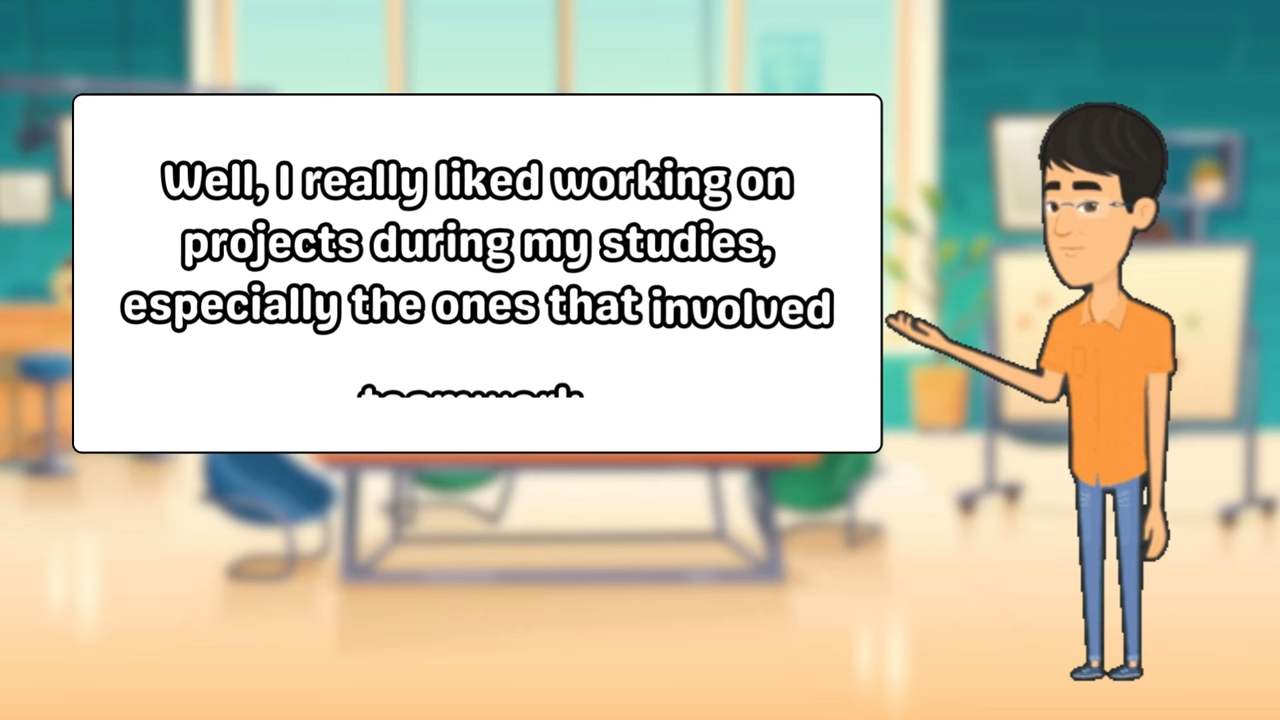 Well, I really liked working on
projects during my studies,
especially the ones that involved